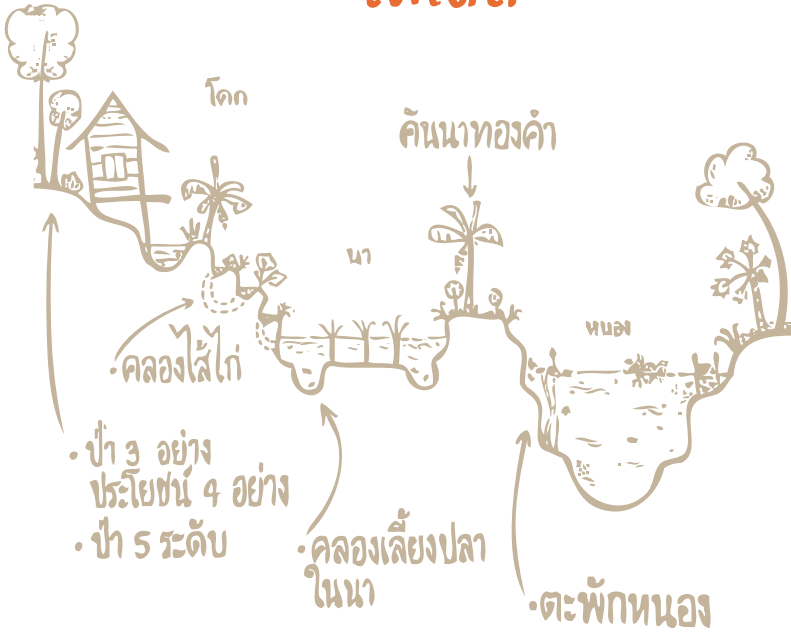 โคก
คันนาทองคำ
นา
หนอง
•คลองไส้ไก่
•ป่า 3 อย่าง
ประโยชน์ 4 อย่าง
•ป่า 5 ระดับ
•คลองเลี้ยงปลา
ในนา
•ตะพักหนอง